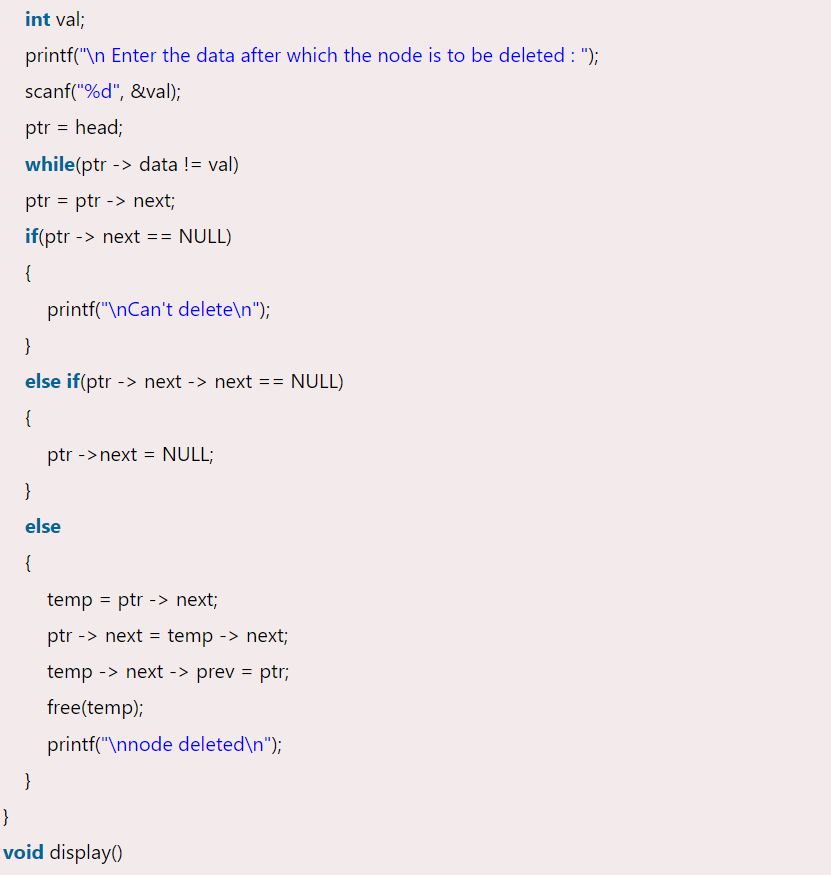 int val;
printf("\n Enter the data after which the node is to be deleted : ");
scanf("%d", &val);
ptr = head;
while(ptr -> data != val)
ptr = ptr -> next;
if(ptr -> next == NULL)
{
printf("\nCan't delete\n");
}
else if(ptr -> next -> next == NULL)
{
ptr ->next = NULL;
}
else
{
temp = ptr -> next;
ptr -> next = temp -> next;
temp -> next -> prev = ptr;
free(temp);
printf("\nnode deleted\n");
}
}
void display()